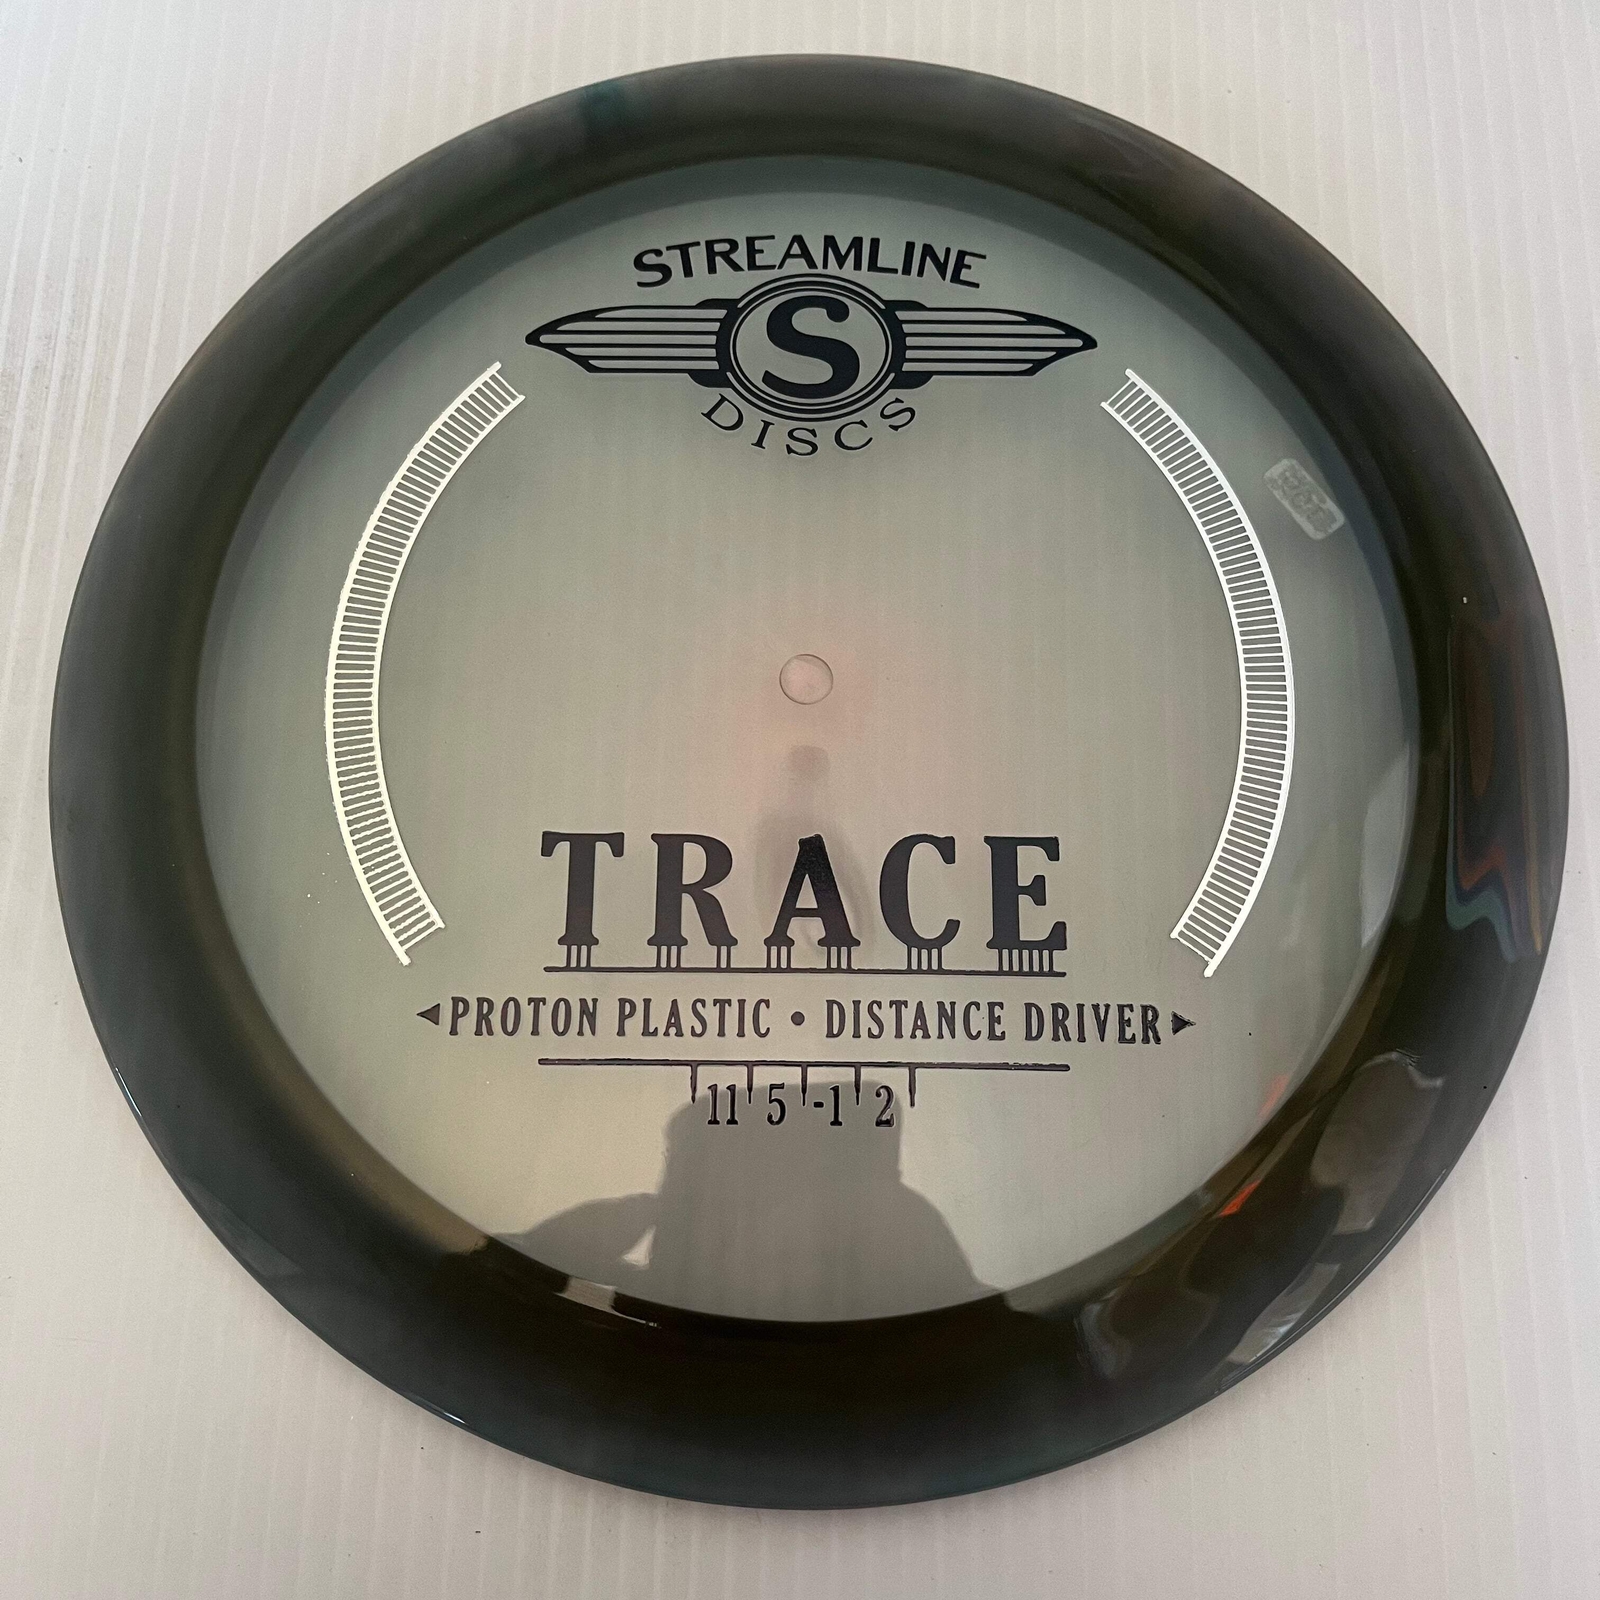 STREAMLINE
S
DISCS
TRACE
PROTON PLASTIC • DISTANCE DRIVER
11 5 -1 2